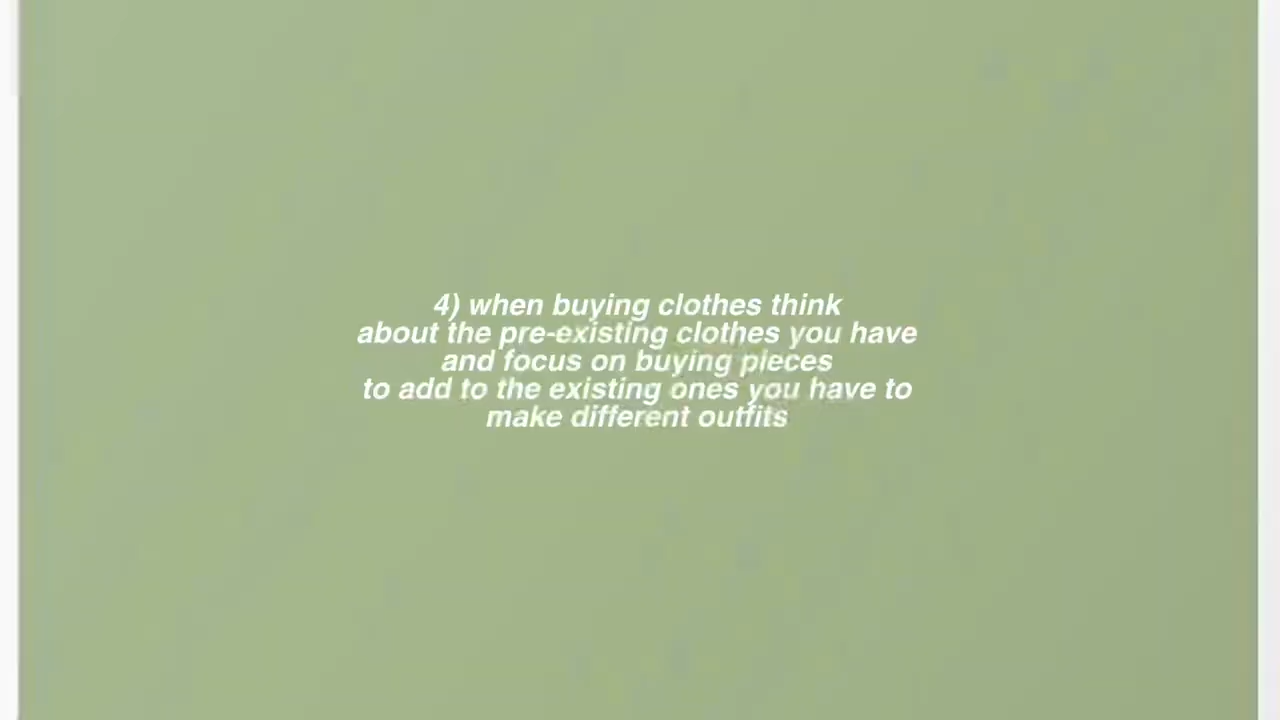 4) when buying clothes think
about the pre-existing clothes you have
and focus on buying pieces
to add to the existing ones you have to
make different outfits